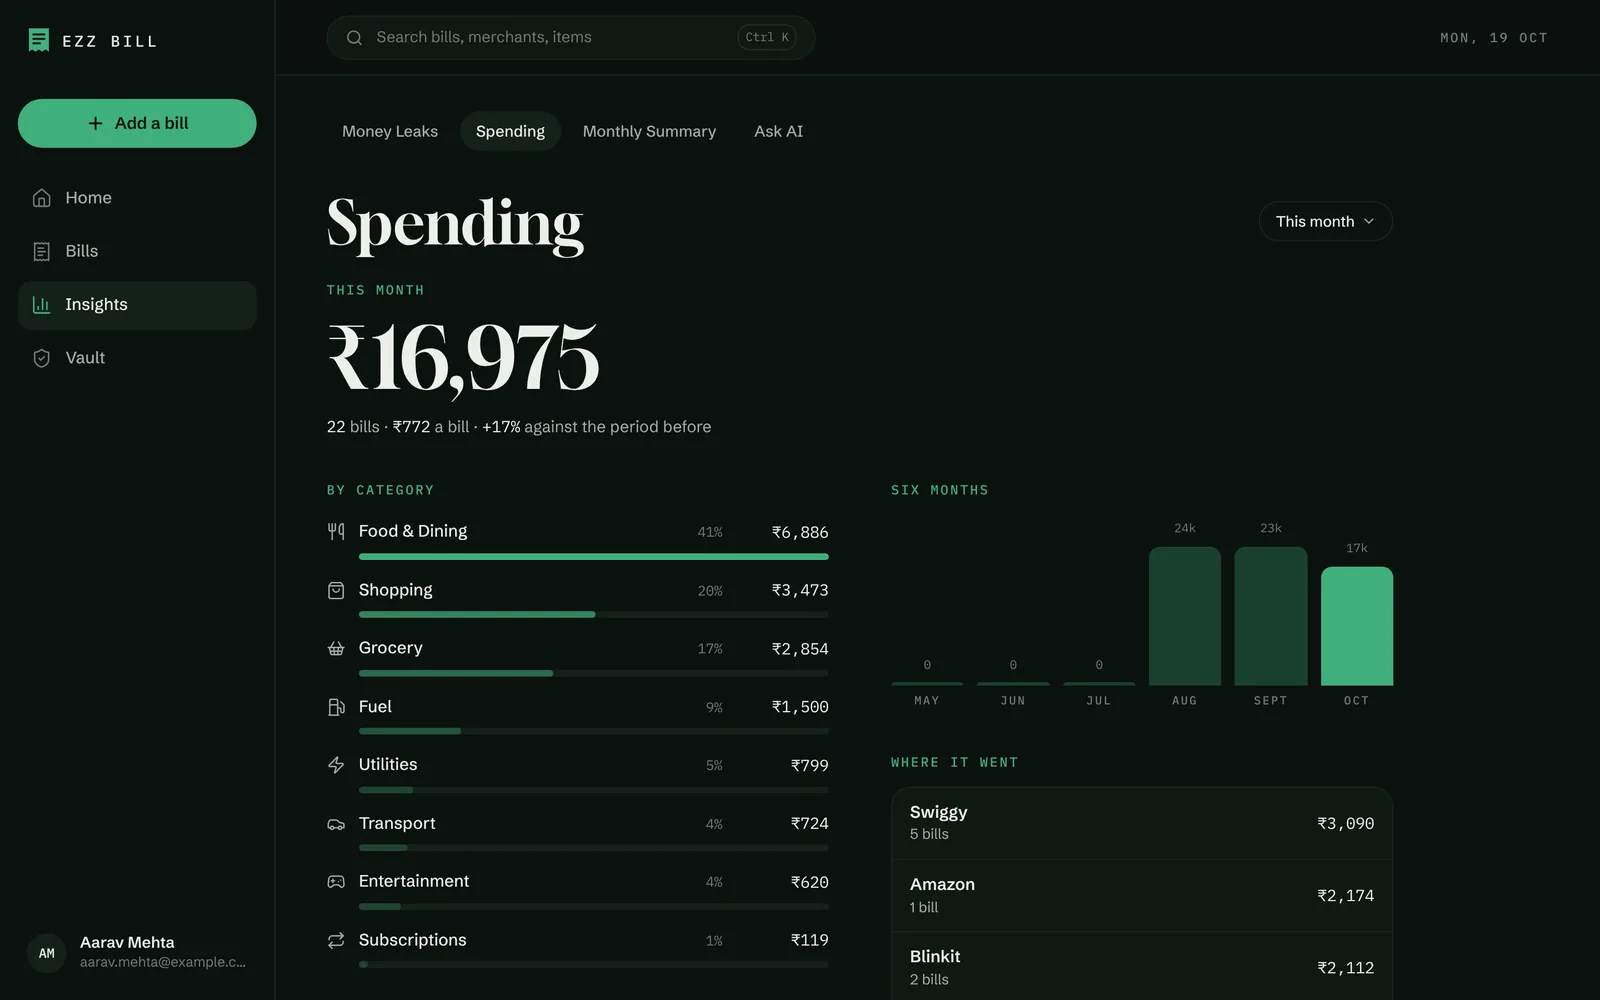 EZZ BILL
Search bills, merchants, items
Ctrl K
MON, 19 OCT
Add a bill
Home
Bills
Insights
Vault
Money Leaks
Spending
Monthly Summary
Ask AI
Spending
This month
THIS MONTH
₹16,975
22 bills · ₹772 a bill · +17% against the period before
BY CATEGORY
Food & Dining 41% ₹6,886
Shopping 20% ₹3,473
Grocery 17% ₹2,854
Fuel 9% ₹1,500
Utilities 5% ₹799
Transport 4% ₹724
Entertainment 4% ₹620
Subscriptions 1% ₹119
SIX MONTHS
0 0 0 24k 23k 17k
MAY JUN JUL AUG SEPT OCT
WHERE IT WENT
Swiggy ₹3,090
5 bills
Amazon ₹2,174
1 bill
Blinkit ₹2,112
2 bills
AM
Aarav Mehta
aarav.mehta@example.c...